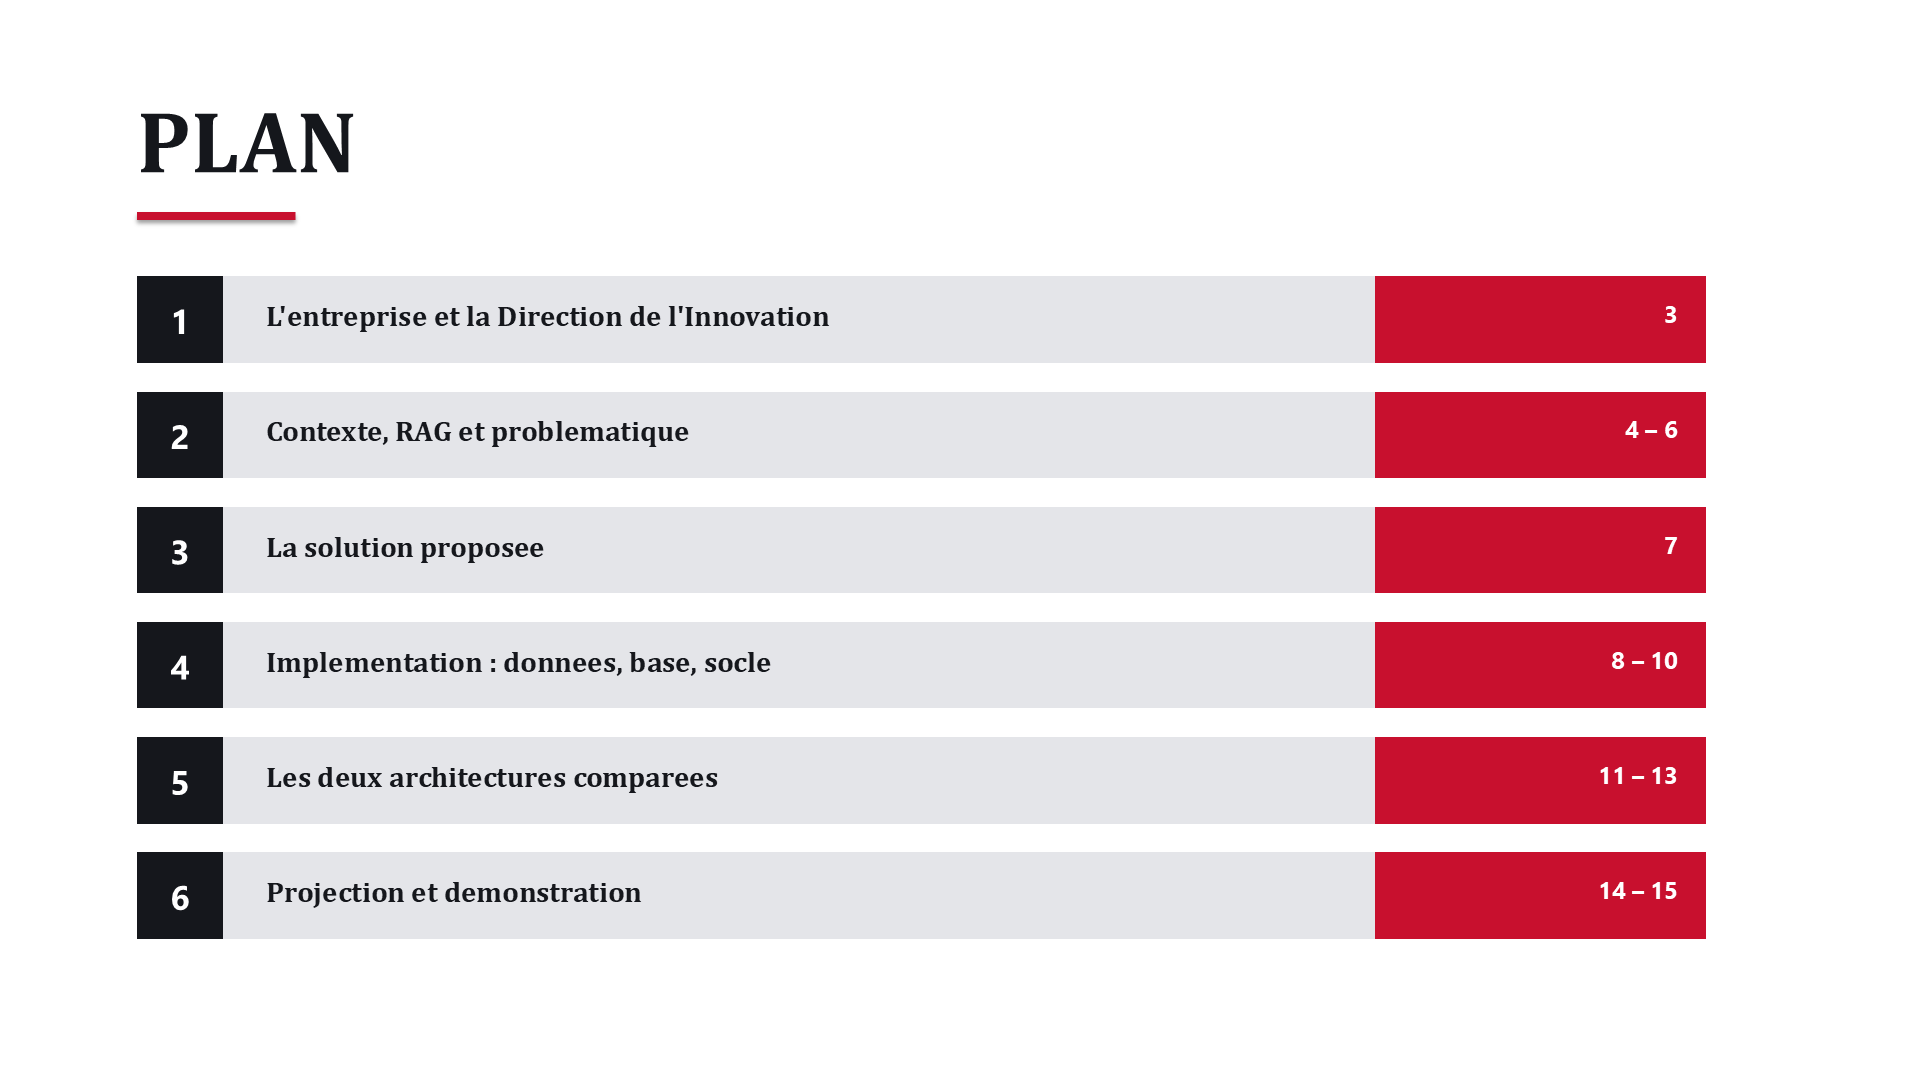 PLAN
1 L'entreprise et la Direction de l'Innovation 3
2 Contexte, RAG et problematique 4 – 6
3 La solution proposee 7
4 Implementation : donnees, base, socle 8 – 10
5 Les deux architectures comparees 11 – 13
6 Projection et demonstration 14 – 15